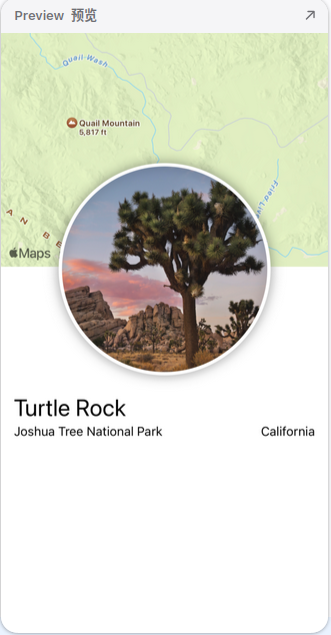 Preview 预览
Quail Wash
Quail Mountain
5,817 ft
Maps
Turtle Rock
Joshua Tree National Park
California